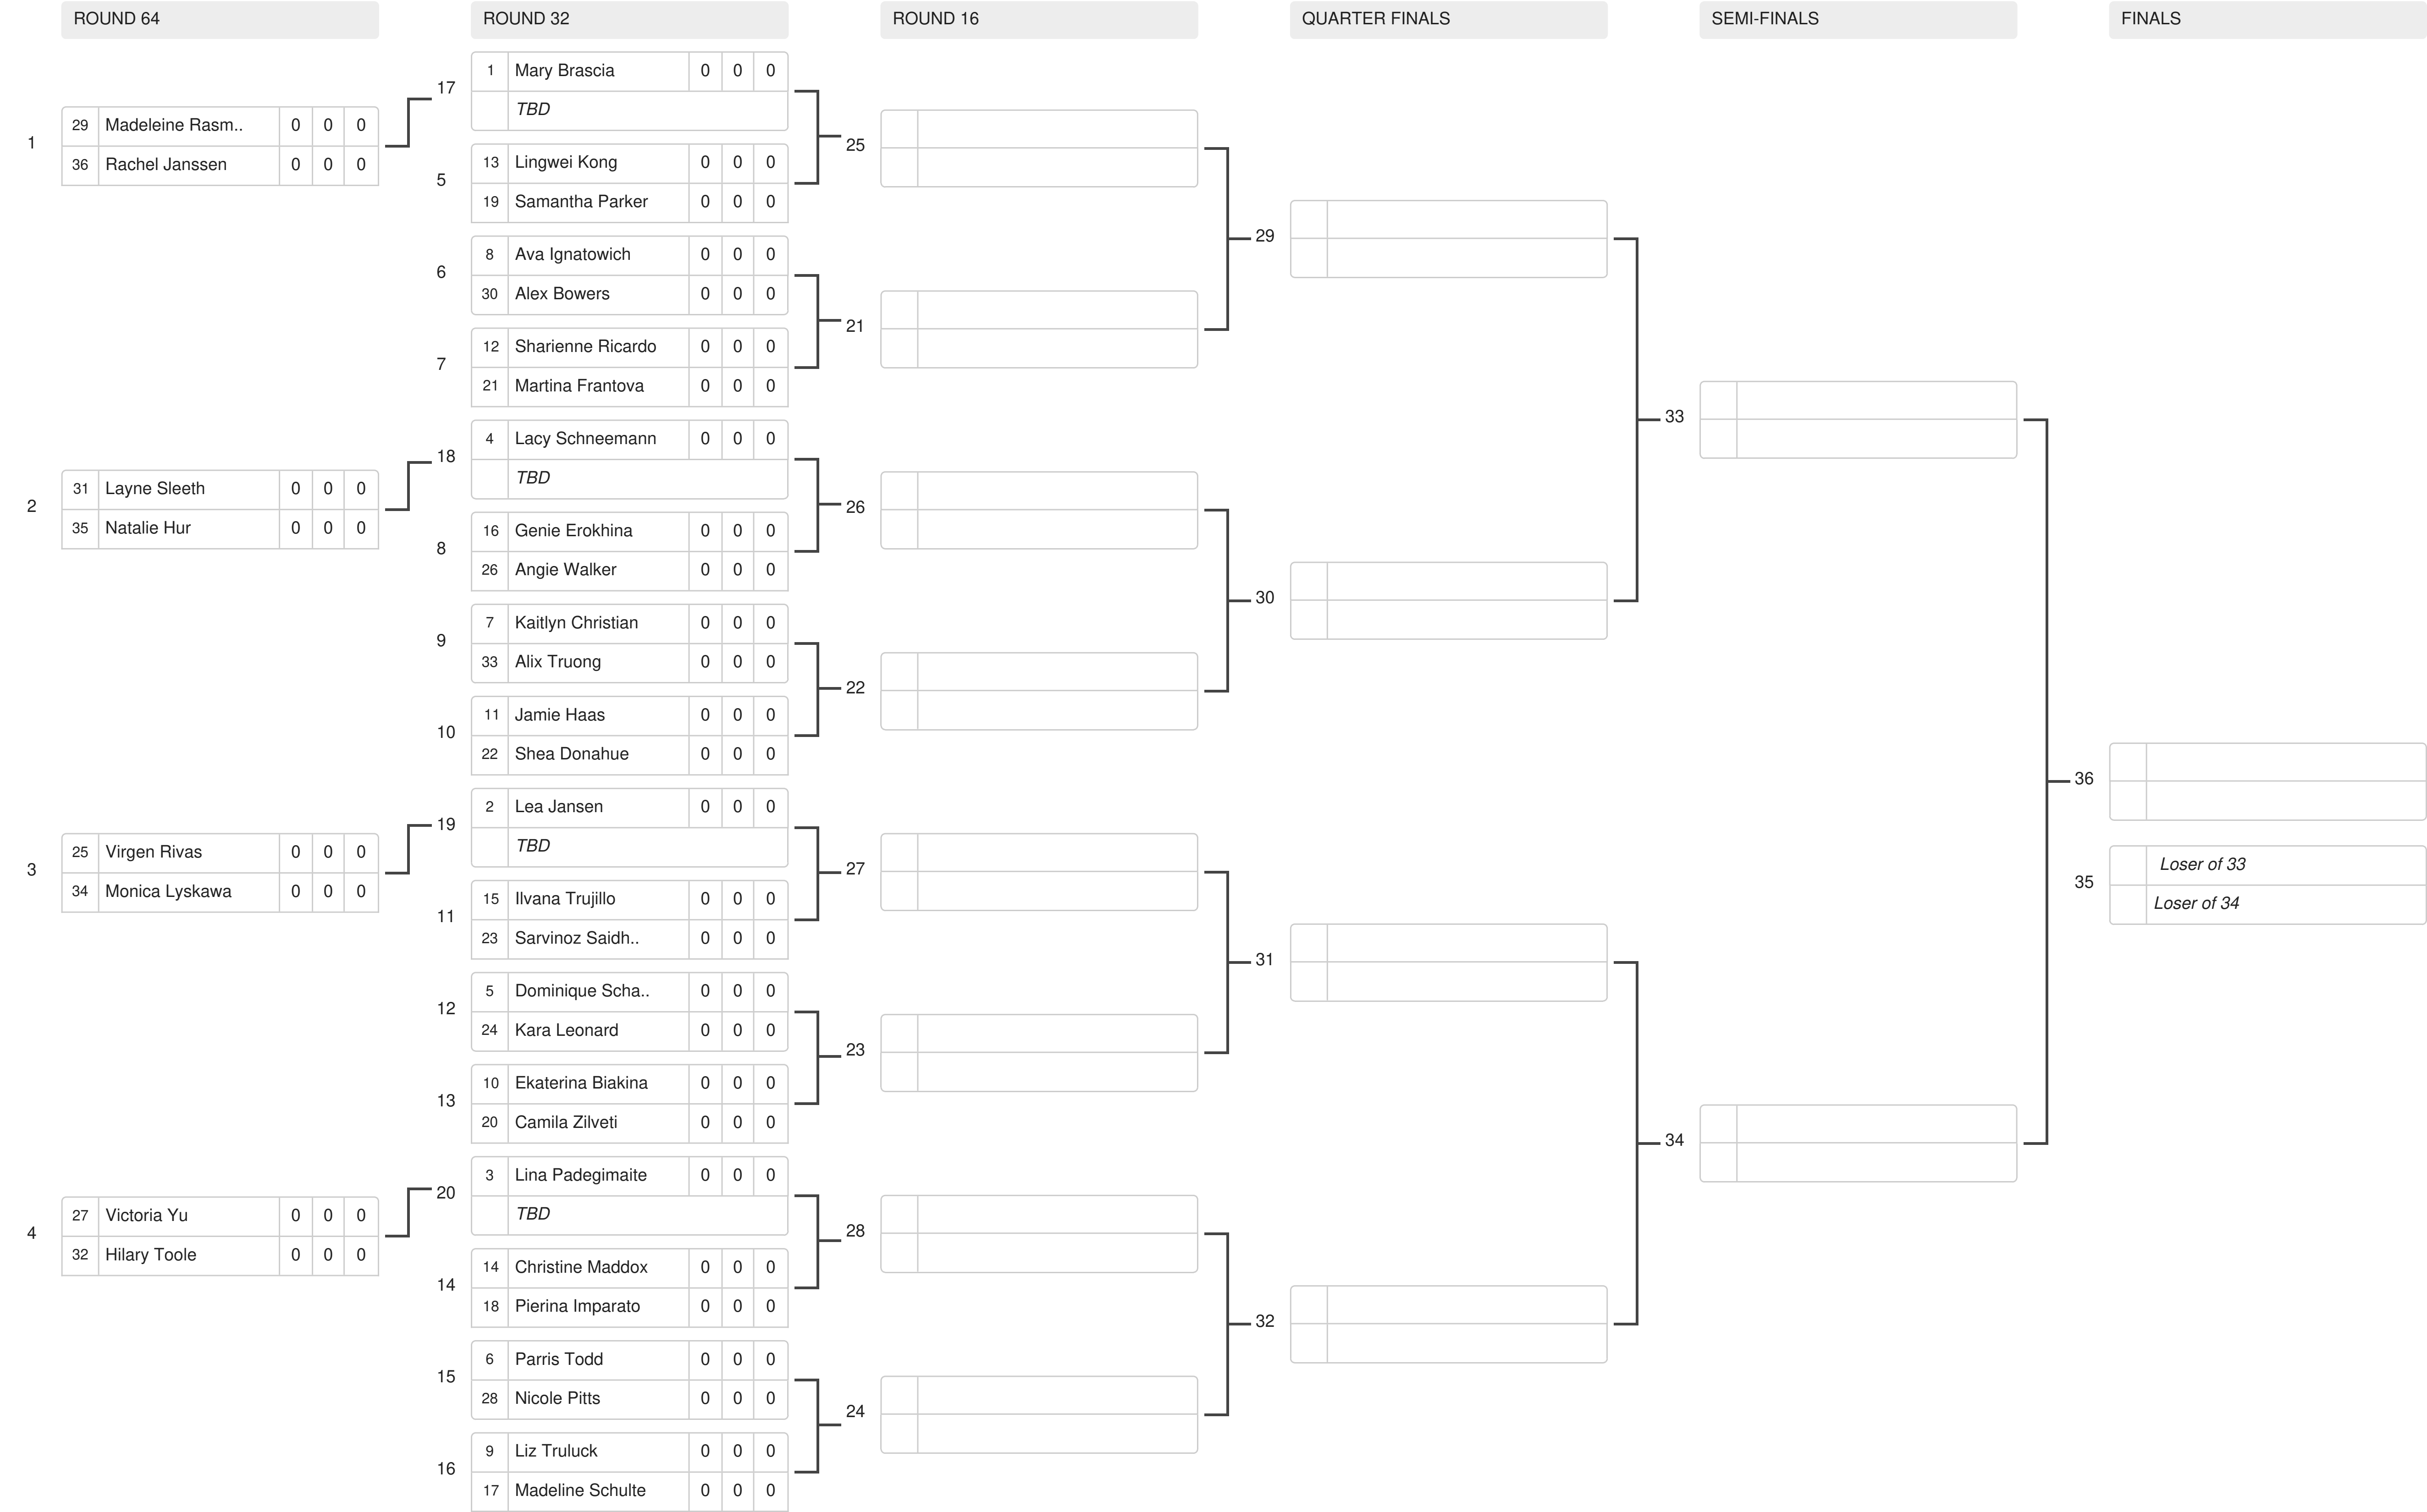 ROUND 64 ROUND 32 ROUND 16 QUARTER FINALS SEMI-FINALS FINALS
1
29 Madeleine Rasm.. 0 0 0
36 Rachel Janssen 0 0 0
2
31 Layne Sleeth 0 0 0
35 Natalie Hur 0 0 0
3
25 Virgen Rivas 0 0 0
34 Monica Lyskawa 0 0 0
4
27 Victoria Yu 0 0 0
32 Hilary Toole 0 0 0
17
1 Mary Brascia 0 0 0
TBD
5
13 Lingwei Kong 0 0 0
19 Samantha Parker 0 0 0
6
8 Ava Ignatowich 0 0 0
30 Alex Bowers 0 0 0
7
12 Sharienne Ricardo 0 0 0
21 Martina Frantova 0 0 0
18
4 Lacy Schneemann 0 0 0
TBD
8
16 Genie Erokhina 0 0 0
26 Angie Walker 0 0 0
9
7 Kaitlyn Christian 0 0 0
33 Alix Truong 0 0 0
10
11 Jamie Haas 0 0 0
22 Shea Donahue 0 0 0
19
2 Lea Jansen 0 0 0
TBD
11
15 Ilvana Trujillo 0 0 0
23 Sarvinoz Saidh.. 0 0 0
12
5 Dominique Scha.. 0 0 0
24 Kara Leonard 0 0 0
13
10 Ekaterina Biakina 0 0 0
20 Camila Zilveti 0 0 0
20
3 Lina Padegimaite 0 0 0
TBD
14
14 Christine Maddox 0 0 0
18 Pierina Imparato 0 0 0
15
6 Parris Todd 0 0 0
28 Nicole Pitts 0 0 0
16
9 Liz Truluck 0 0 0
17 Madeline Schulte 0 0 0
25
21
26
22
27
23
28
24
29
30
31
32
33
34
36
35
Loser of 33
Loser of 34